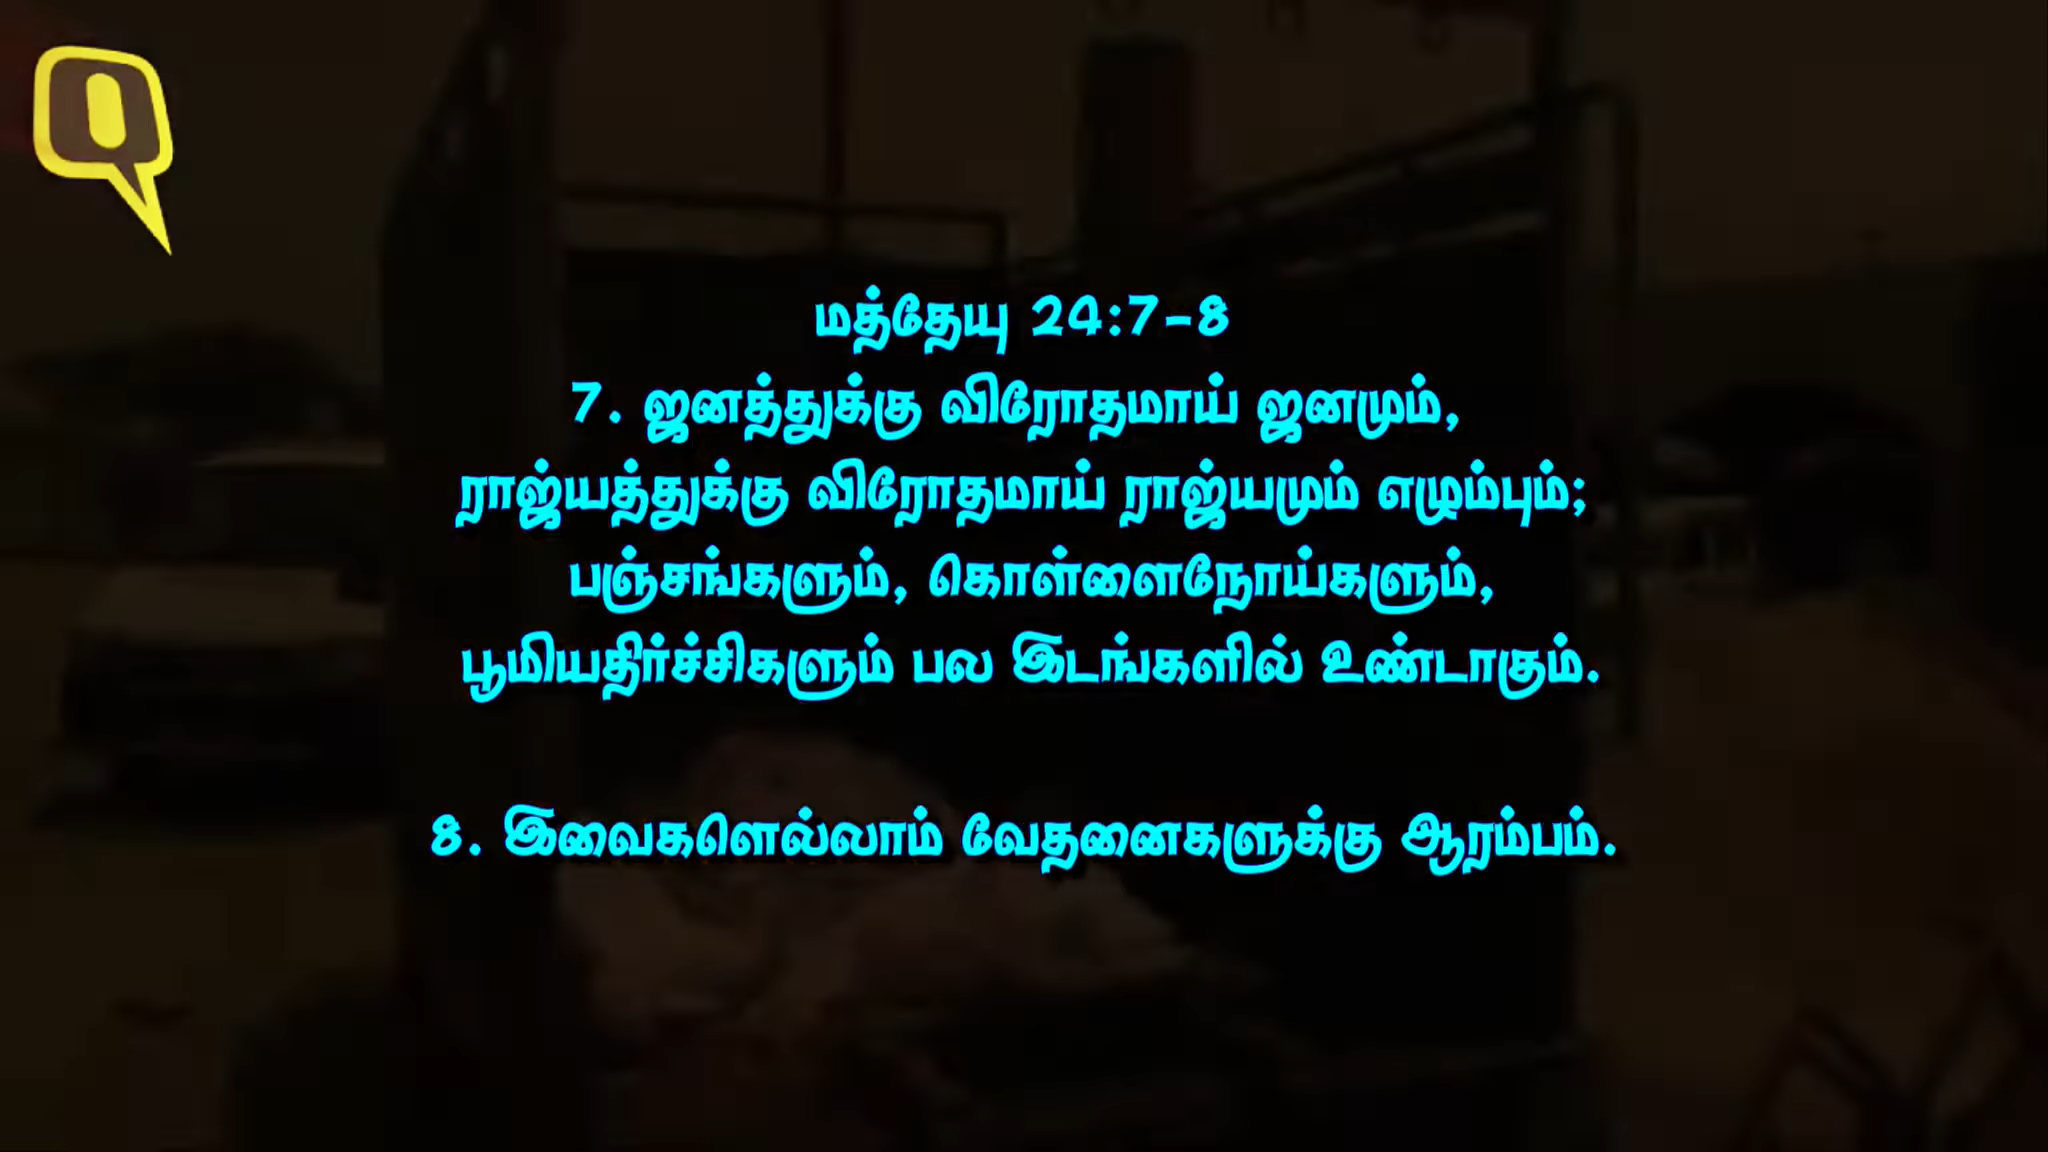 மத்தேயு 24:7-8
7. ஜனத்துக்கு விரோதமாய் ஜனமும்,
ராஜ்யத்துக்கு விரோதமாய் ராஜ்யமும் எழும்பும்;
பஞ்சங்களும், கொள்ளைநோய்களும்,
பூமியதிர்ச்சிகளும் பல இடங்களில் உண்டாகும்.
8. இவைகளெல்லாம் வேதனைகளுக்கு ஆரம்பம்.